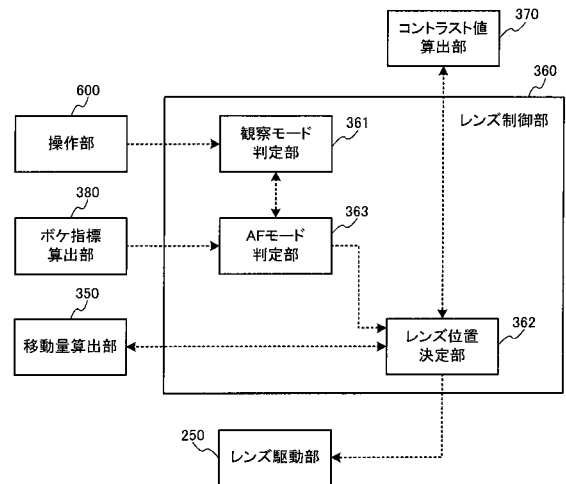 コントラスト値
算出部
370
360
レンズ制御部
600
操作部
観察モード
判定部
361
380
ボケ指標
算出部
AFモード
判定部
363
350
移動量算出部
レンズ位置
決定部
362
250
レンズ駆動部